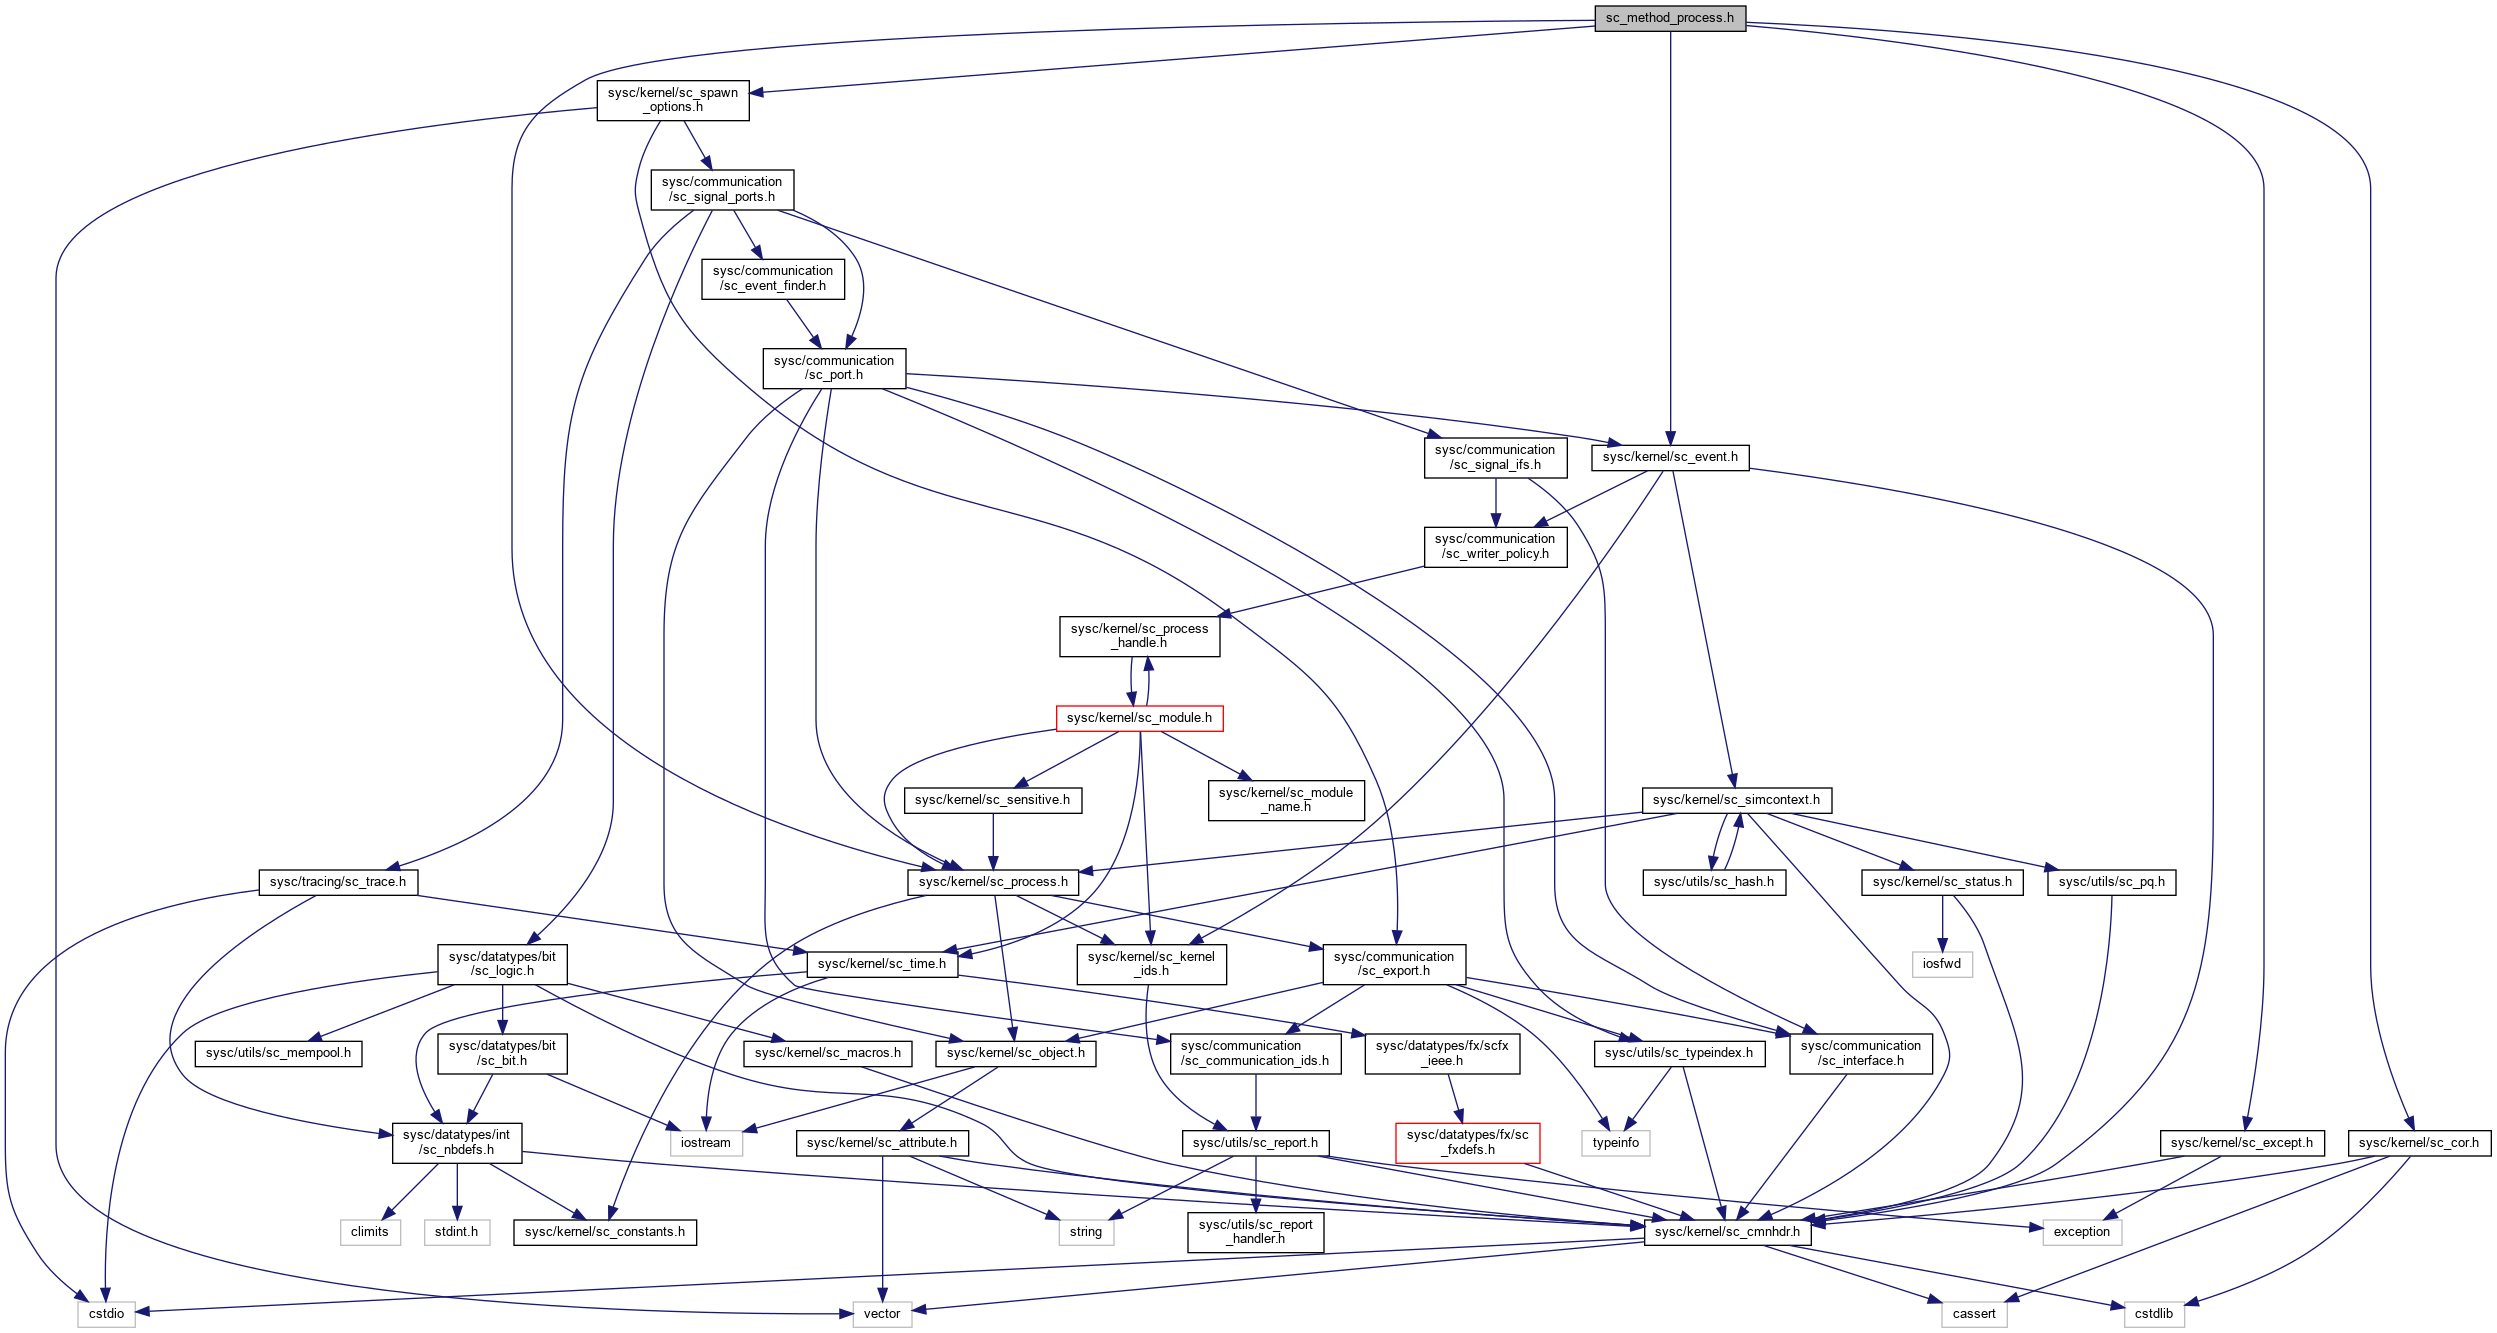 sc_method_process.h
sysc/kernel/sc_spawn
_options.h
sysc/communication
/sc_signal_ports.h
sysc/communication
/sc_event_finder.h
sysc/communication
/sc_port.h
sysc/communication
/sc_signal_ifs.h
sysc/kernel/sc_event.h
sysc/communication
/sc_writer_policy.h
sysc/kernel/sc_process
_handle.h
sysc/kernel/sc_module.h
sysc/kernel/sc_sensitive.h
sysc/kernel/sc_module
_name.h
sysc/kernel/sc_simcontext.h
sysc/tracing/sc_trace.h
sysc/kernel/sc_process.h
sysc/utils/sc_hash.h
sysc/kernel/sc_status.h
sysc/utils/sc_pq.h
sysc/datatypes/bit
/sc_logic.h
sysc/kernel/sc_time.h
sysc/kernel/sc_kernel
_ids.h
sysc/communication
/sc_export.h
iosfwd
sysc/utils/sc_mempool.h
sysc/datatypes/bit
/sc_bit.h
sysc/kernel/sc_macros.h
sysc/kernel/sc_object.h
sysc/communication
/sc_communication_ids.h
sysc/datatypes/fx/scfx
_ieee.h
sysc/utils/sc_typeindex.h
sysc/communication
/sc_interface.h
sysc/datatypes/int
/sc_nbdefs.h
iostream
sysc/kernel/sc_attribute.h
sysc/utils/sc_report.h
sysc/datatypes/fx/sc
_fxdefs.h
typeinfo
sysc/kernel/sc_except.h
sysc/kernel/sc_cor.h
climits
stdint.h
sysc/kernel/sc_constants.h
string
sysc/utils/sc_report
_handler.h
sysc/kernel/sc_cmnhdr.h
exception
cstdio
vector
cassert
cstdlib